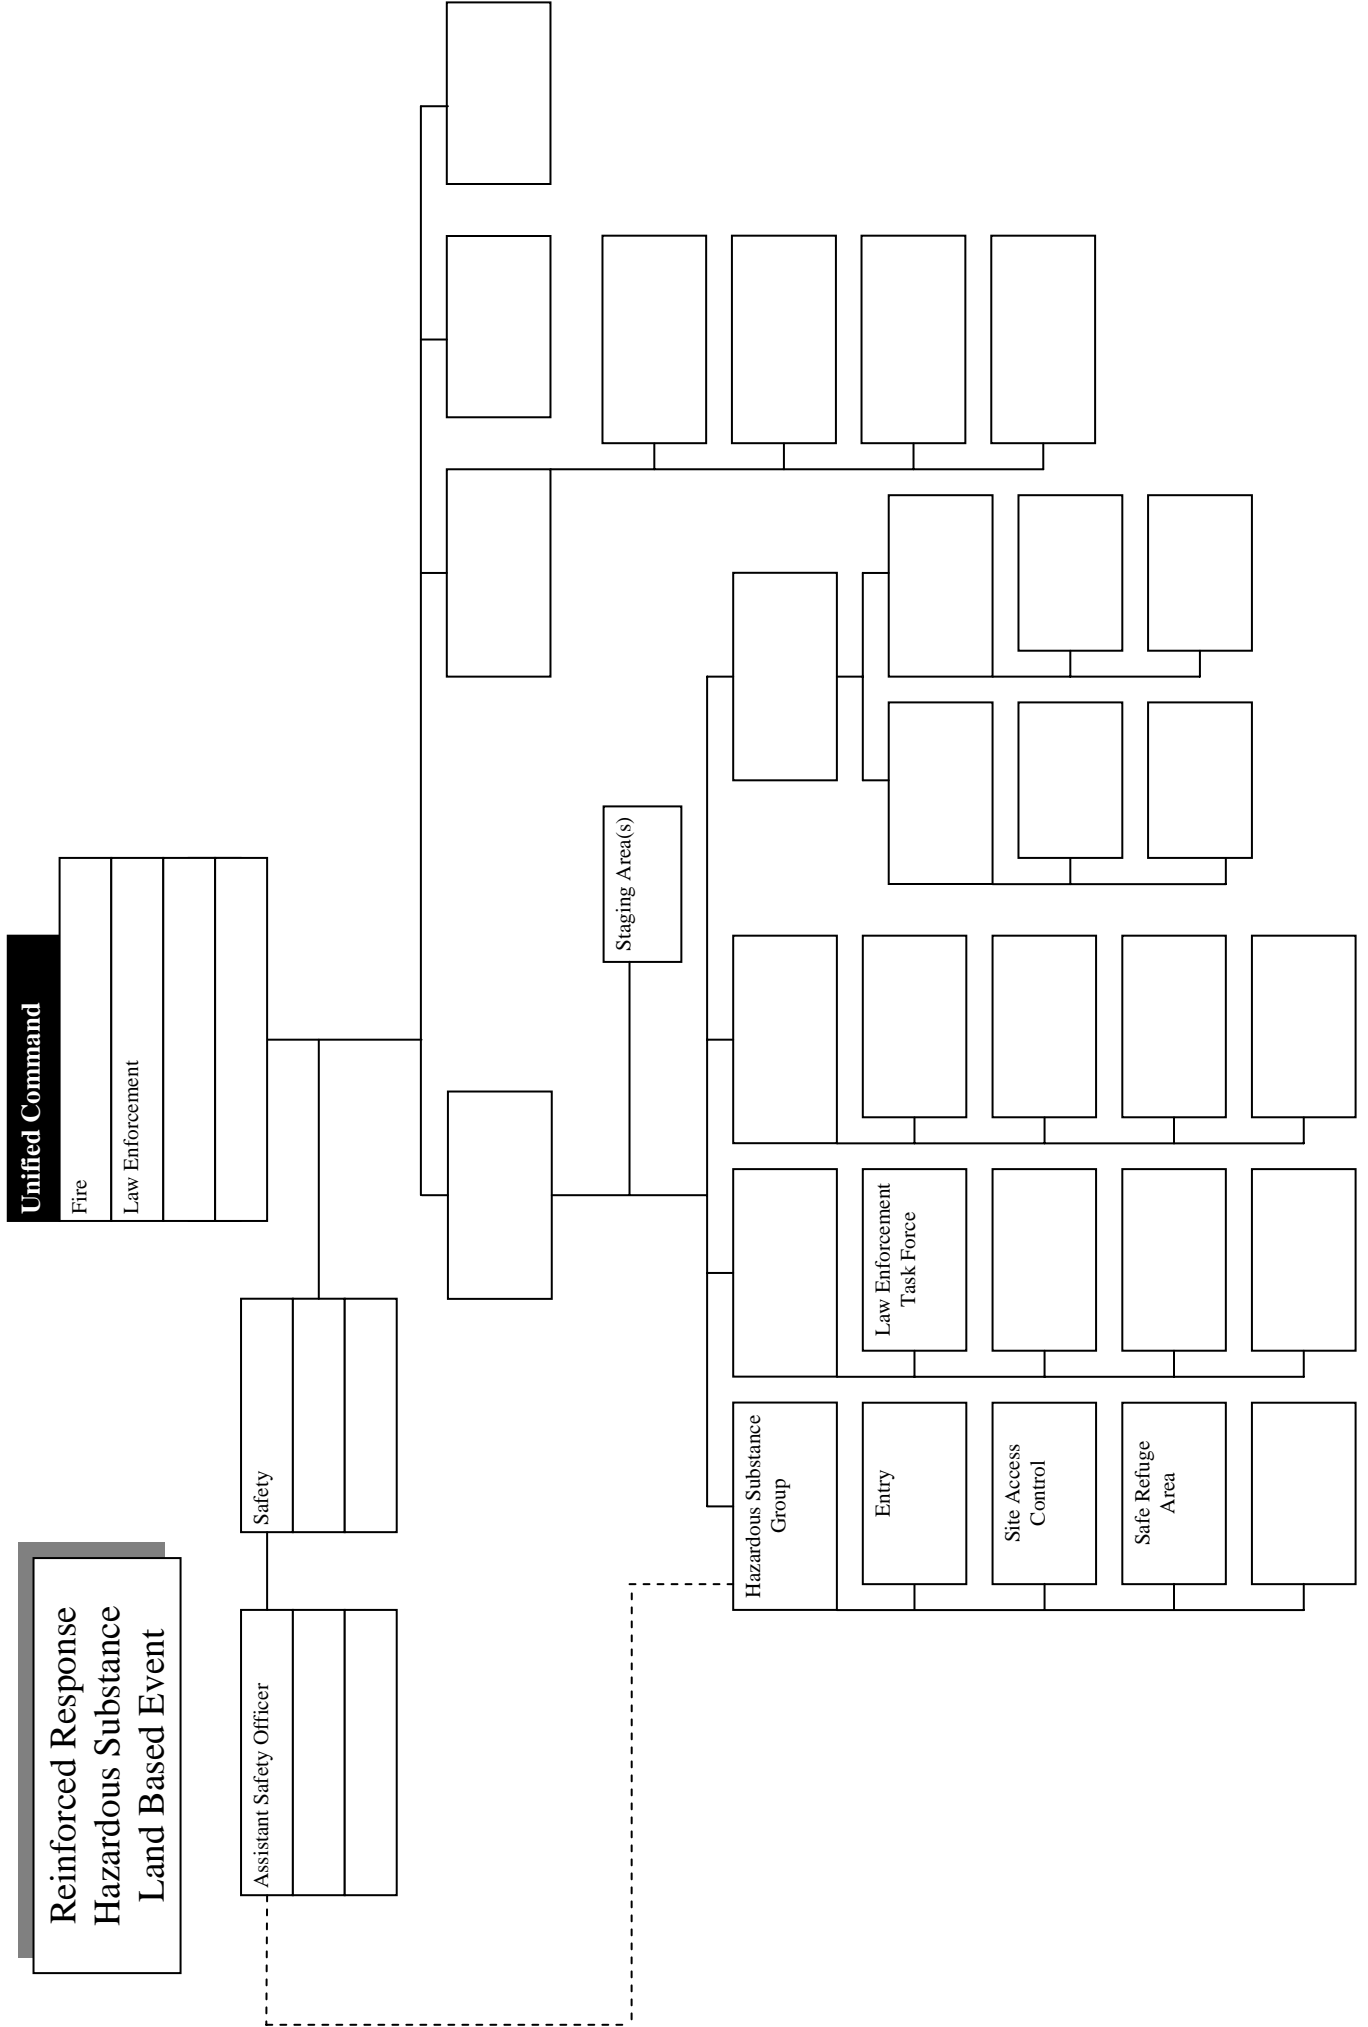 Reinforced Response
Hazardous Substance
Land Based Event
Unified Command
Fire
Law Enforcement
Assistant Safety Officer
Safety
Staging Area(s)
Hazardous Substance
Group
Entry
Law Enforcement
Task Force
Site Access
Control
Safe Refuge
Area